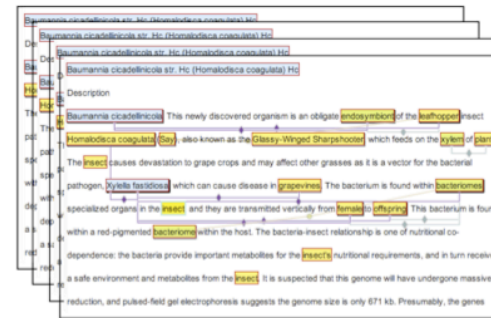 Baumannia cicadellinicola str. Hc (Homalodisca coagulata) Hc
Baumannia cicadellinicola str. Hc (Homalodisca coagulata) Hc
Baumannia cicadellinicola str. Hc (Homalodisca coagulata) Hc
Baumannia cicadellinicola str. Hc (Homalodisca coagulata) Hc
Description
Baumannia cicadellinicola. This newly discovered organism is an obligate endosymbiont of the leafhopper insect
Homalodisca coagulata (Say), also known as the Glassy-Winged Sharpshooter, which feeds on the xylem of plant
The insect causes devastation to grape crops and may affect other grasses as it is a vector for the bacterial
pathogen, Xylella fastidiosa, which can cause disease in grapevines. The bacterium is found within bacteriomes
specialized organs in the insect and they are transmitted vertically from female to offspring. This bacterium is foun
within a red-pigmented bacteriome within the host. The bacteria-insect relationship is one of nutritional co-
dependence: the bacteria provide important metabolites for the insect's nutritional requirements, and in turn receive
a safe environment and metabolites from the insect. It is suspected that this genome will have undergone massive
reduction, and pulsed-field gel electrophoresis suggests the genome size is only 671 kb. Presumably, the genes